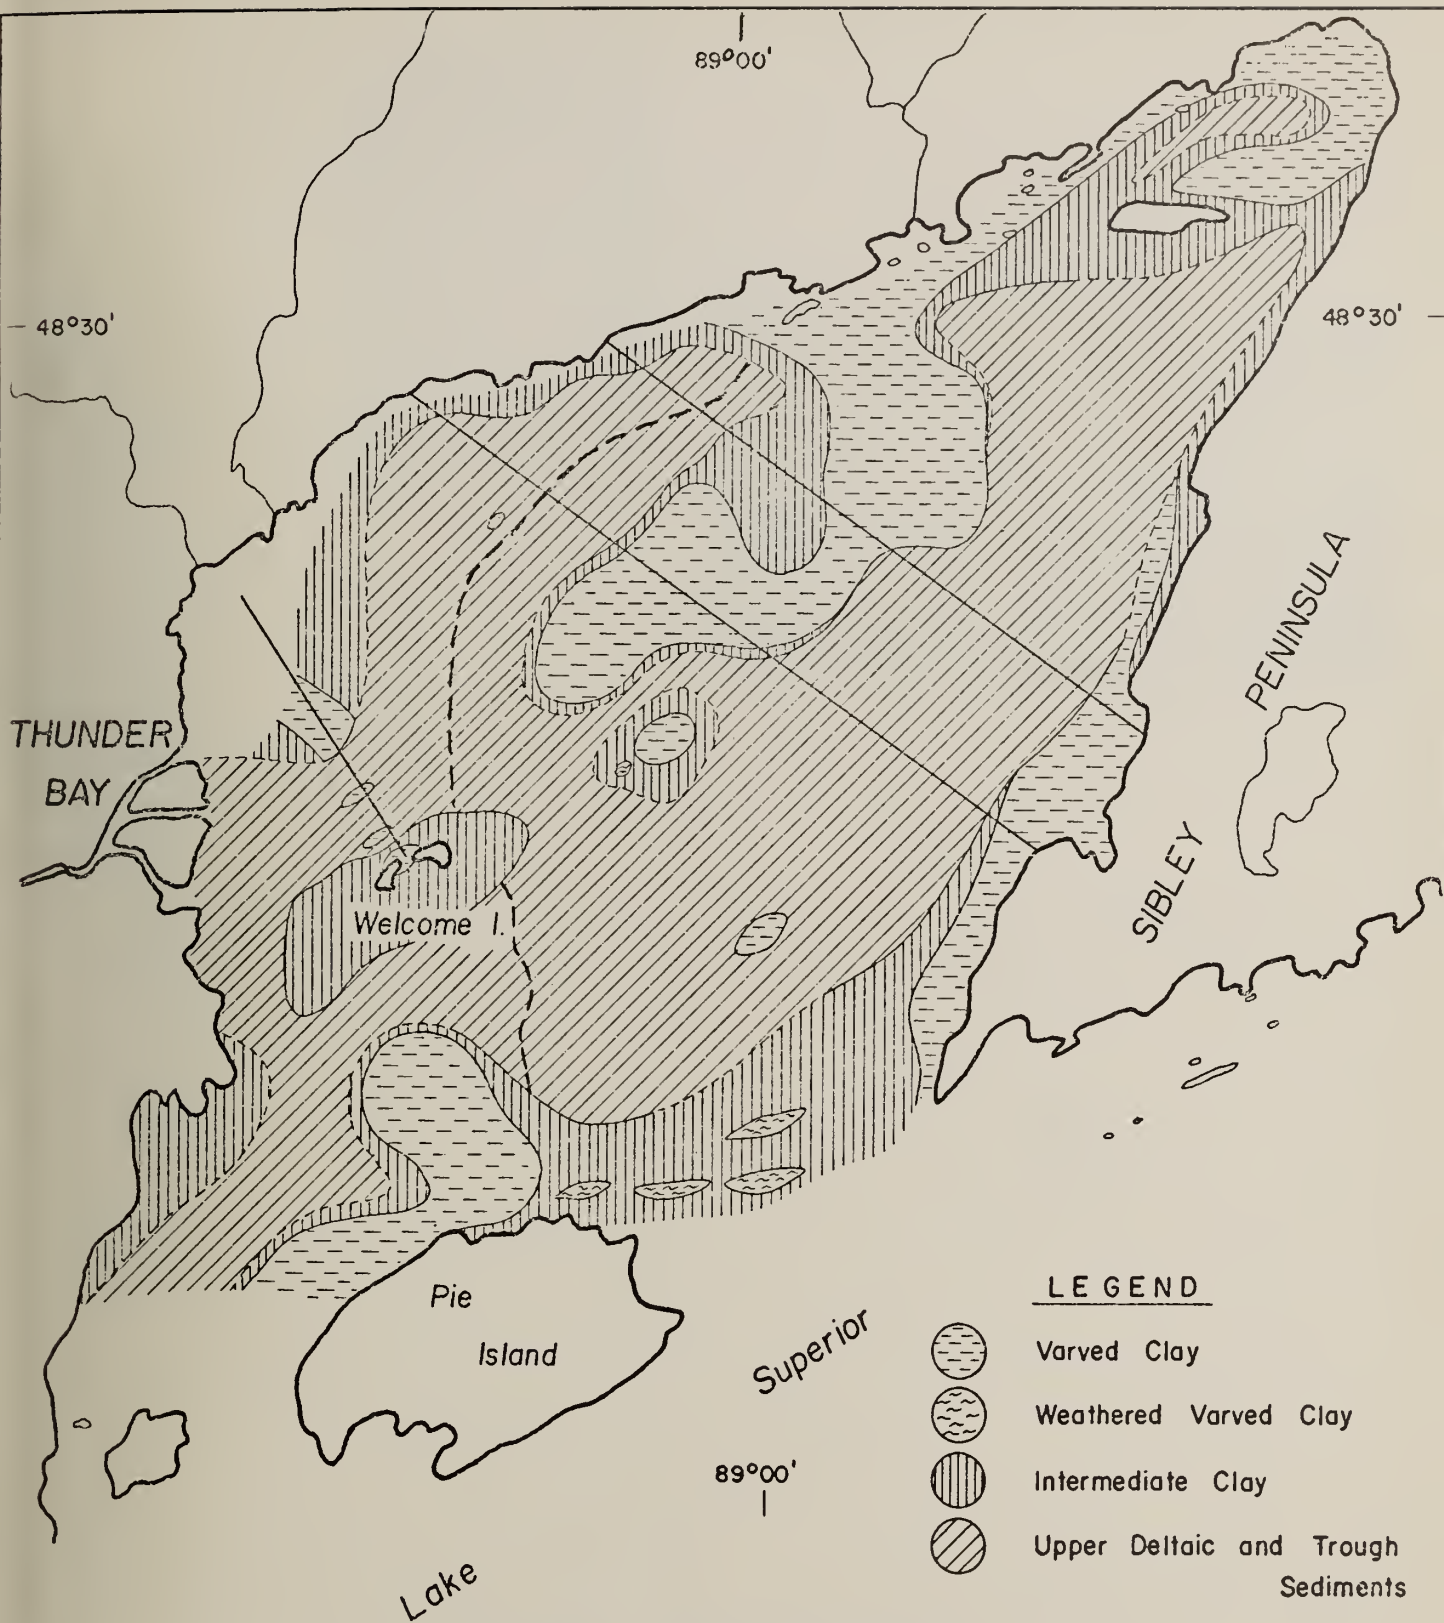 89°00'
48°30'
48°30'
PENINSULA
THUNDER
BAY
SIBLEY
Welcome I.
Pie
Island
Superior
Lake
89°00'
LEGEND
Varved Clay
Weathered Varved Clay
Intermediate Clay
Upper Deltaic and Trough
Sediments